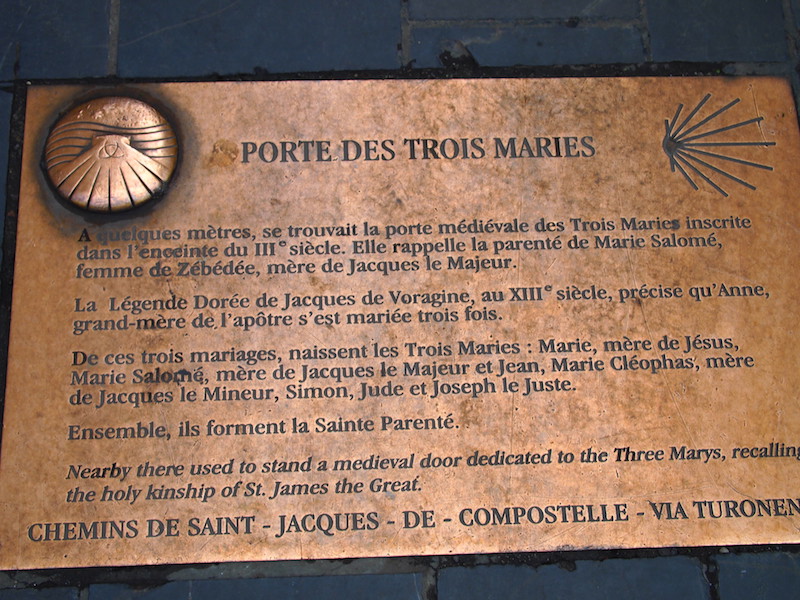 PORTE DES TROIS MARIES
A quelques mètres, se trouvait la porte médiévale des Trois Maries inscrite
dans l'enceinte du IIIe siècle. Elle rappelle la parenté de Marie Salomé,
femme de Zébédée, mère de Jacques le Majeur.
La Légende Dorée de Jacques de Voragine, au XIIIe siècle, précise qu'Anne,
grand-mère de l'apôtre s'est mariée trois fois.
De ces trois mariages, naissent les Trois Maries : Marie, mère de Jésus,
Marie Salomé, mère de Jacques le Majeur et Jean, Marie Cléophas, mère
de Jacques le Mineur, Simon, Jude et Joseph le Juste.
Ensemble, ils forment la Sainte Parenté.
Nearby there used to stand a medieval door dedicated to the Three Marys, recalling
the holy kinship of St. James the Great.
CHEMINS DE SAINT - JACQUES - DE - COMPOSTELLE - VIA TURONEN